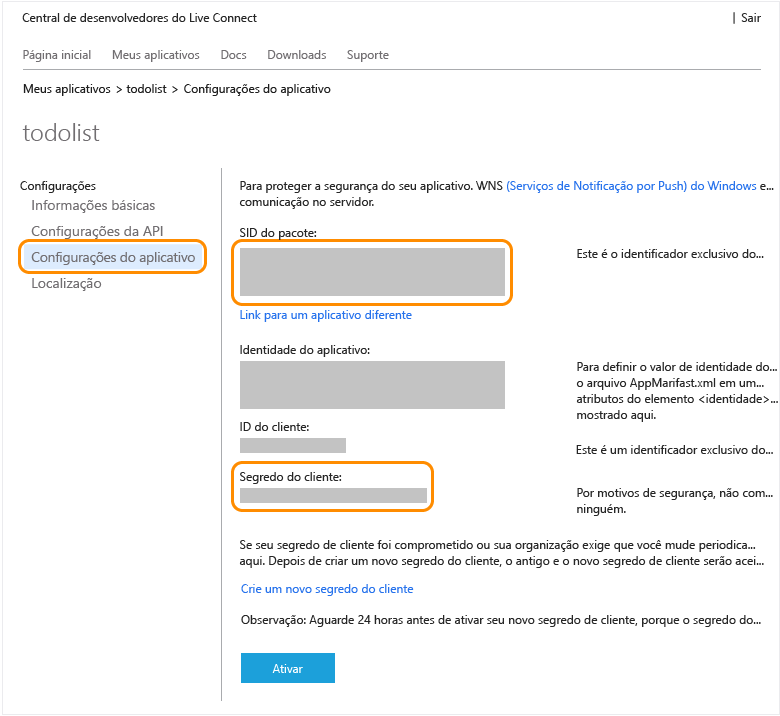 Central de desenvolvedores do Live Connect
| Sair
Página inicial Meus aplicativos Docs Downloads Suporte
Meus aplicativos > todolist > Configurações do aplicativo
todolist
Configurações
Informações básicas
Configurações da API
Configurações do aplicativo
Localização
Para proteger a segurança do seu aplicativo. WNS (Serviços de Notificação por Push) do Windows e...
comunicação no servidor.
SID do pacote:
Este é o identificador exclusivo do...
Link para um aplicativo diferente
Identidade do aplicativo:
Para definir o valor de identidade do...
o arquivo AppMarifast.xml em um...
atributos do elemento <identidade>...
mostrado aqui.
ID do cliente:
Este é um identificador exclusivo do...
Segredo do cliente:
Por motivos de segurança, não com...
ninguém.
Se seu segredo de cliente foi comprometido ou sua organização exige que você mude periodica...
aqui. Depois de criar um novo segredo do cliente, o antigo e o novo segredo de cliente serão acei...
Crie um novo segredo do cliente
Observação: Aguarde 24 horas antes de ativar seu novo segredo de cliente, porque o segredo do...
Ativar